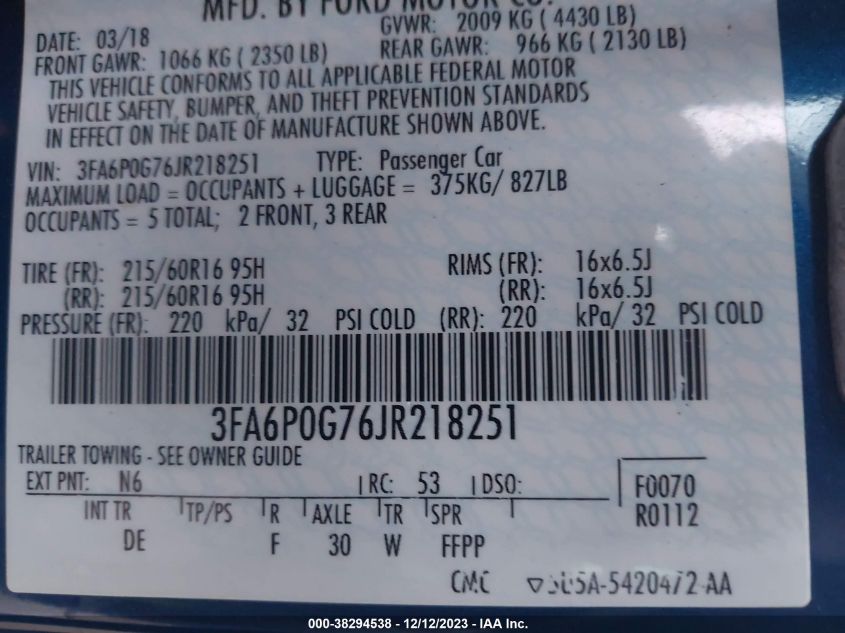 MFD. BY FORD MOTOR CO.
DATE: 03/18 GVWR: 2009 KG ( 4430 LB)
FRONT GAWR: 1066 KG ( 2350 LB) REAR GAWR: 966 KG ( 2130 LB)
THIS VEHICLE CONFORMS TO ALL APPLICABLE FEDERAL MOTOR
VEHICLE SAFETY, BUMPER, AND THEFT PREVENTION STANDARDS
IN EFFECT ON THE DATE OF MANUFACTURE SHOWN ABOVE.
VIN: 3FA6P0G76JR218251 TYPE: Passenger Car
MAXIMUM LOAD = OCCUPANTS + LUGGAGE = 375KG/ 827LB
OCCUPANTS = 5 TOTAL; 2 FRONT, 3 REAR
TIRE (FR): 215/60R16 95H RIMS (FR): 16x6.5J
(RR): 215/60R16 95H (RR): 16x6.5J
PRESSURE (FR): 220 kPa/ 32 PSI COLD (RR): 220 kPa/ 32 PSI COLD
3FA6P0G76JR218251
TRAILER TOWING - SEE OWNER GUIDE
EXT PNT: N6 RC: 53 DSO: F0070
INT TR TP/PS R AXLE TR SPR R0112
DE F 30 W FFPP
CMC
000-38294538 - 12/12/2023 - IAA Inc.